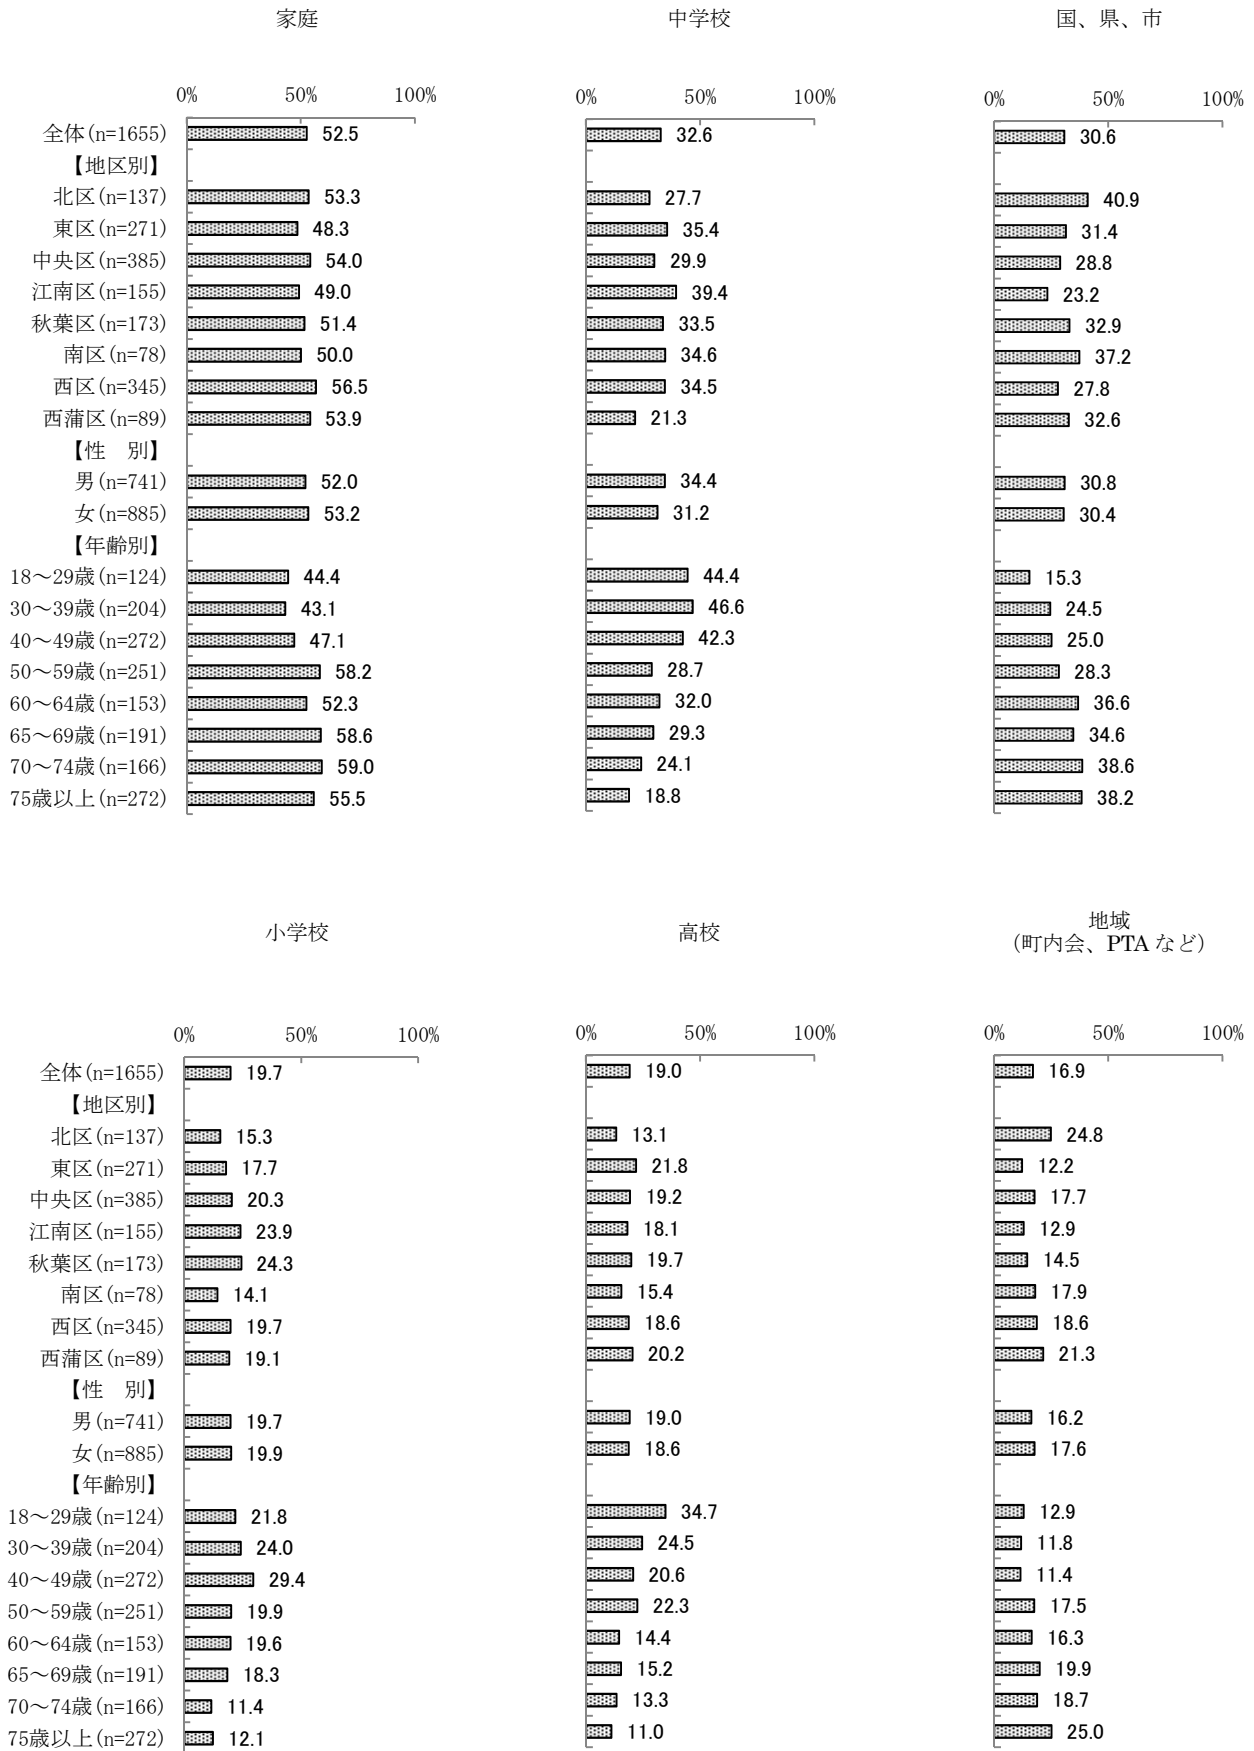 家庭 中学校 国、県、市
0% 50% 100% 0% 50% 100% 0% 50% 100%
全体(n=1655) 52.5 32.6 30.6
【地区別】
北区(n=137) 53.3 27.7 40.9
東区(n=271) 48.3 35.4 31.4
中央区(n=385) 54.0 29.9 28.8
江南区(n=155) 49.0 39.4 23.2
秋葉区(n=173) 51.4 33.5 32.9
南区(n=78) 50.0 34.6 37.2
西区(n=345) 56.5 34.5 27.8
西蒲区(n=89) 53.9 21.3 32.6
【性 別】
男(n=741) 52.0 34.4 30.8
女(n=885) 53.2 31.2 30.4
【年齢別】
18～29歳(n=124) 44.4 44.4 15.3
30～39歳(n=204) 43.1 46.6 24.5
40～49歳(n=272) 47.1 42.3 25.0
50～59歳(n=251) 58.2 28.7 28.3
60～64歳(n=153) 52.3 32.0 36.6
65～69歳(n=191) 58.6 29.3 34.6
70～74歳(n=166) 59.0 24.1 38.6
75歳以上(n=272) 55.5 18.8 38.2
小学校 高校 地域
（町内会、PTA など）
0% 50% 100% 0% 50% 100% 0% 50% 100%
全体(n=1655) 19.7 19.0 16.9
【地区別】
北区(n=137) 15.3 13.1 24.8
東区(n=271) 17.7 21.8 12.2
中央区(n=385) 20.3 19.2 17.7
江南区(n=155) 23.9 18.1 12.9
秋葉区(n=173) 24.3 19.7 14.5
南区(n=78) 14.1 15.4 17.9
西区(n=345) 19.7 18.6 18.6
西蒲区(n=89) 19.1 20.2 21.3
【性 別】
男(n=741) 19.7 19.0 16.2
女(n=885) 19.9 18.6 17.6
【年齢別】
18～29歳(n=124) 21.8 34.7 12.9
30～39歳(n=204) 24.0 24.5 11.8
40～49歳(n=272) 29.4 20.6 11.4
50～59歳(n=251) 19.9 22.3 17.5
60～64歳(n=153) 19.6 14.4 16.3
65～69歳(n=191) 18.3 15.2 19.9
70～74歳(n=166) 11.4 13.3 18.7
75歳以上(n=272) 12.1 11.0 25.0